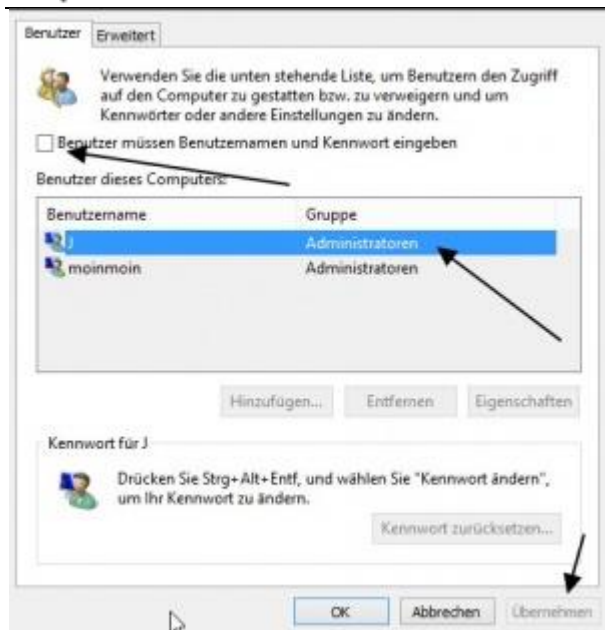 Benutzer Erweitert
Verwenden Sie die unten stehende Liste, um Benutzern den Zugriff
auf den Computer zu gestatten bzw. zu verweigern und um
Kennwörter oder andere Einstellungen zu ändern.
Benutzer müssen Benutzernamen und Kennwort eingeben
Benutzer dieses Computers:
Benutzername Gruppe
J Administratoren
moinmoin Administratoren
Hinzufügen... Entfernen Eigenschaften
Kennwort für J
Drücken Sie Strg+Alt+Entf, und wählen Sie "Kennwort ändern",
um Ihr Kennwort zu ändern.
Kennwort zurücksetzen...
OK Abbrechen Übernehmen